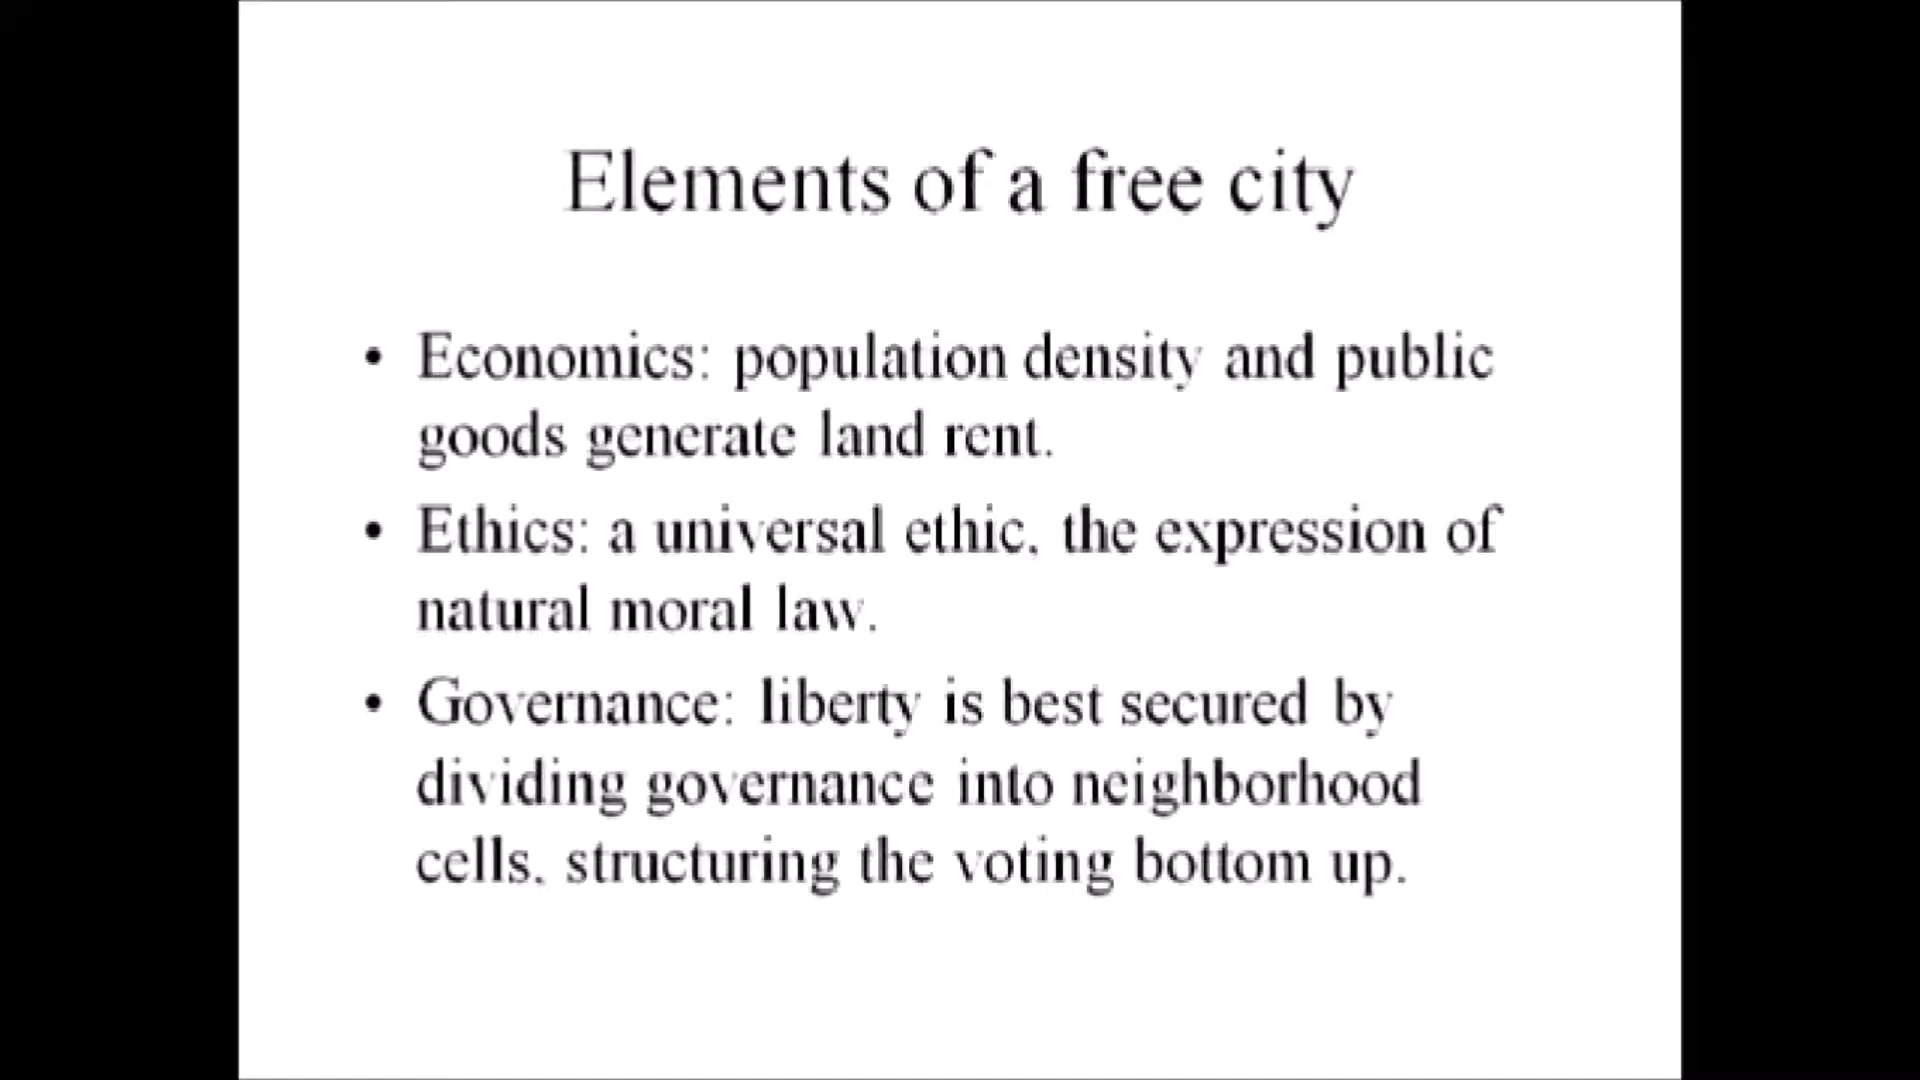 Elements of a free city
• Economics: population density and public
goods generate land rent.
• Ethics: a universal ethic, the expression of
natural moral law.
• Governance: liberty is best secured by
dividing governance into neighborhood
cells, structuring the voting bottom up.